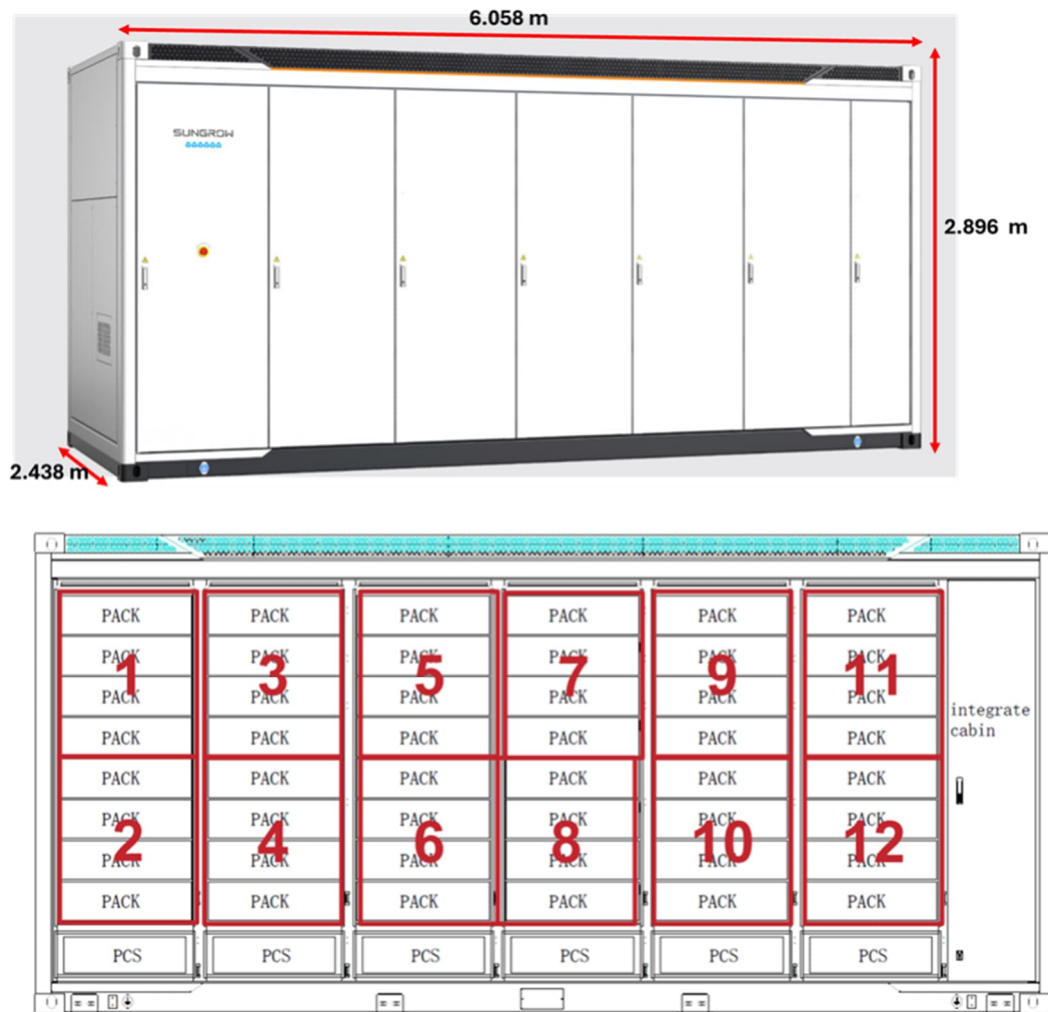 6.058 m
SUNGROW
2.896 m
2.438 m
PACK PACK PACK PACK PACK PACK
PACK PACK PACK PACK PACK PACK
1 3 5 7 9 11
PACK PACK PACK PACK PACK PACK
integrate
cabin
PACK PACK PACK PACK PACK PACK
PACK PACK PACK PACK PACK PACK
PACK PACK PACK PACK PACK PACK
2 4 6 8 10 12
PACK PACK PACK PACK PACK PACK
PACK PACK PACK PACK PACK PACK
PCS PCS PCS PCS PCS PCS